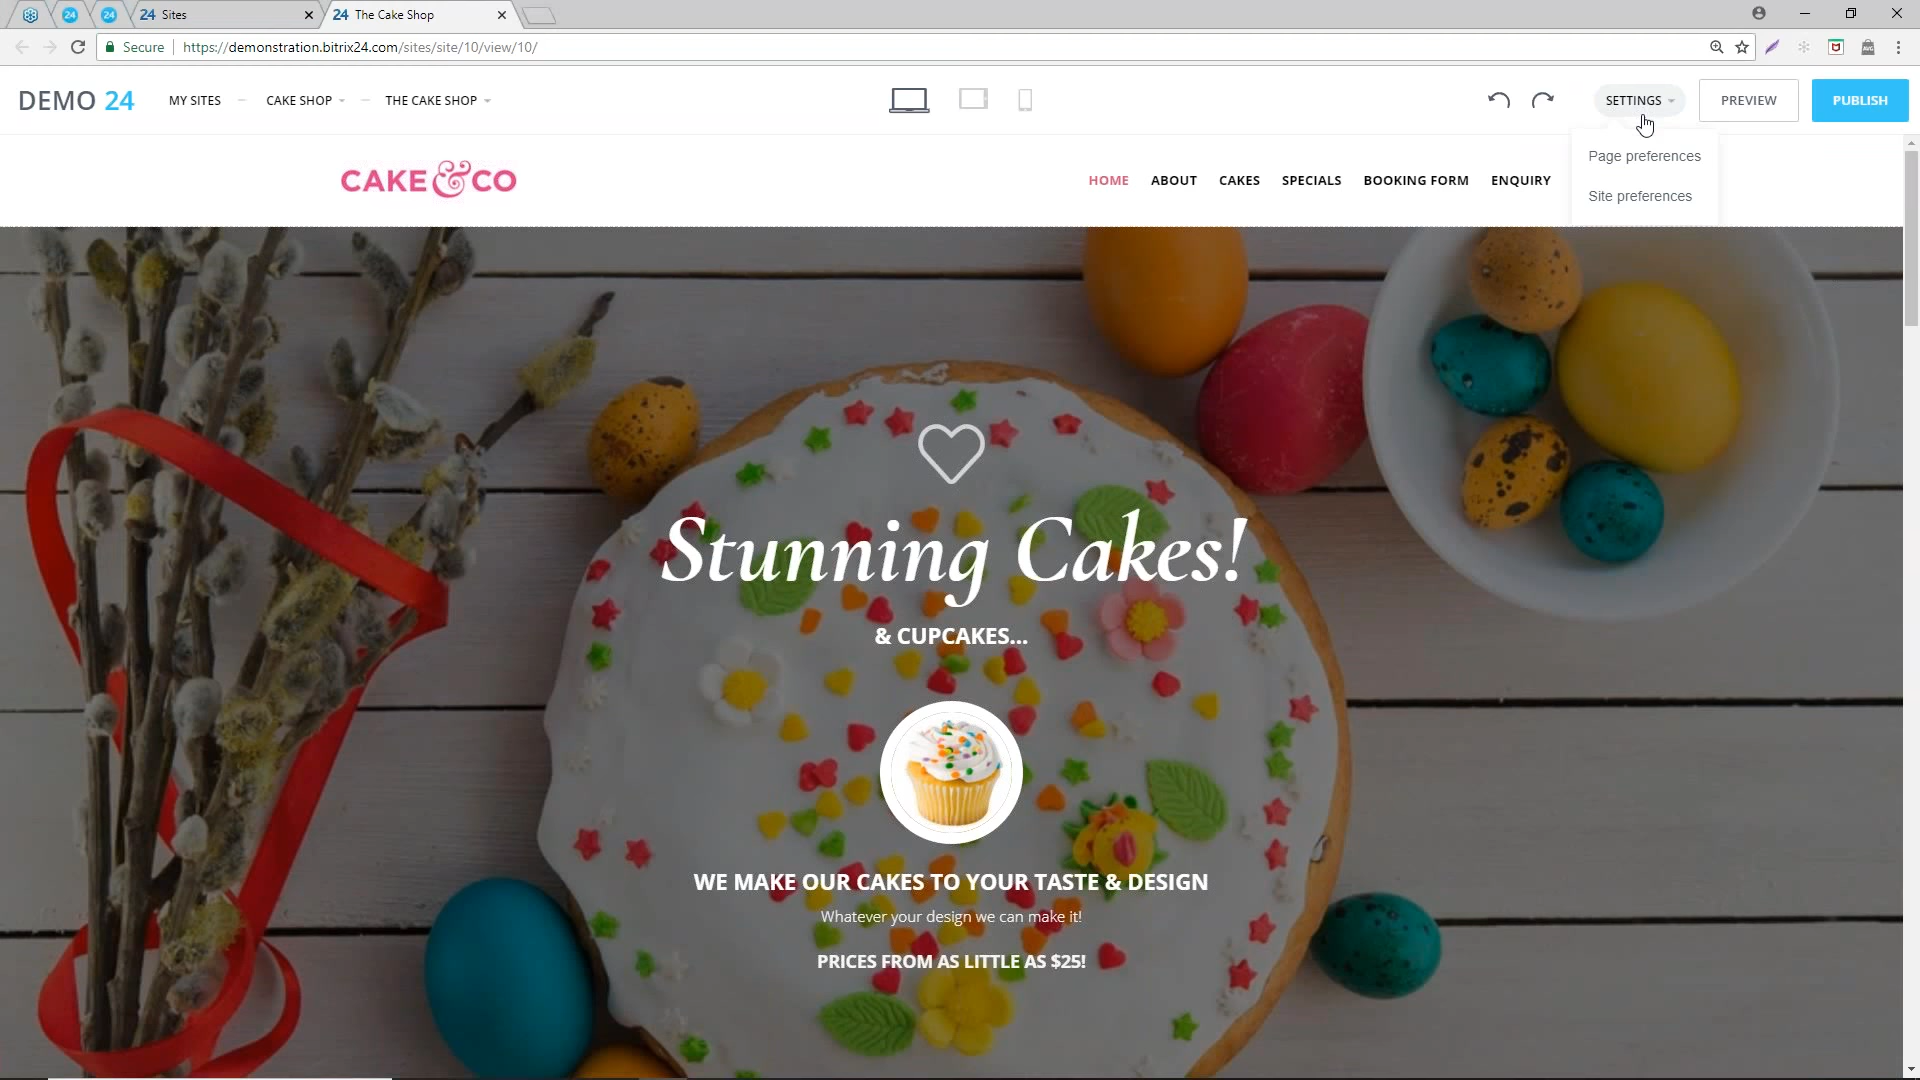 24 Sites
24 The Cake Shop
Secure https://demonstration.bitrix24.com/sites/site/10/view/10/
DEMO 24 MY SITES CAKE SHOP THE CAKE SHOP SETTINGS PREVIEW PUBLISH
Page preferences
Site preferences
CAKE&CO HOME ABOUT CAKES SPECIALS BOOKING FORM ENQUIRY
Stunning Cakes!
& CUPCAKES...
WE MAKE OUR CAKES TO YOUR TASTE & DESIGN
Whatever your design we can make it!
PRICES FROM AS LITTLE AS $25!